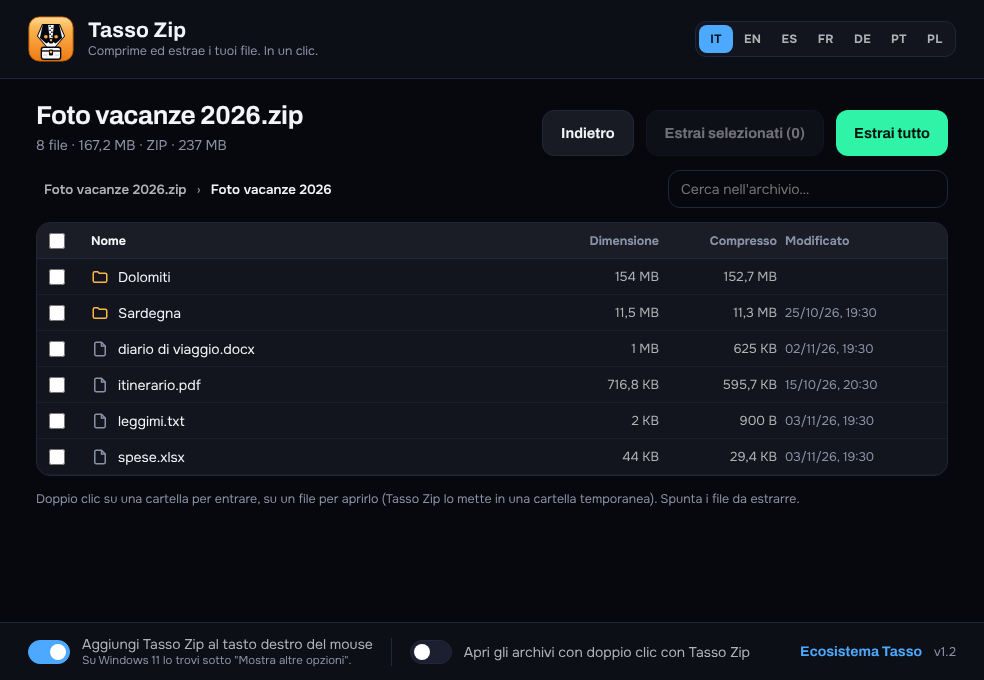 Tasso Zip
Comprime ed estrae i tuoi file. In un clic.
IT EN ES FR DE PT PL
Foto vacanze 2026.zip
8 file · 167,2 MB · ZIP · 237 MB
Indietro
Estrai selezionati (0)
Estrai tutto
Foto vacanze 2026.zip › Foto vacanze 2026
Cerca nell'archivio…
Nome Dimensione Compresso Modificato
Dolomiti 154 MB 152,7 MB
Sardegna 11,5 MB 11,3 MB 25/10/26, 19:30
diario di viaggio.docx 1 MB 625 KB 02/11/26, 19:30
itinerario.pdf 716,8 KB 595,7 KB 15/10/26, 20:30
leggimi.txt 2 KB 900 B 03/11/26, 19:30
spese.xlsx 44 KB 29,4 KB 03/11/26, 19:30
Doppio clic su una cartella per entrare, su un file per aprirlo (Tasso Zip lo mette in una cartella temporanea). Spunta i file da estrarre.
Aggiungi Tasso Zip al tasto destro del mouse
Su Windows 11 lo trovi sotto "Mostra altre opzioni".
Apri gli archivi con doppio clic con Tasso Zip
Ecosistema Tasso v1.2